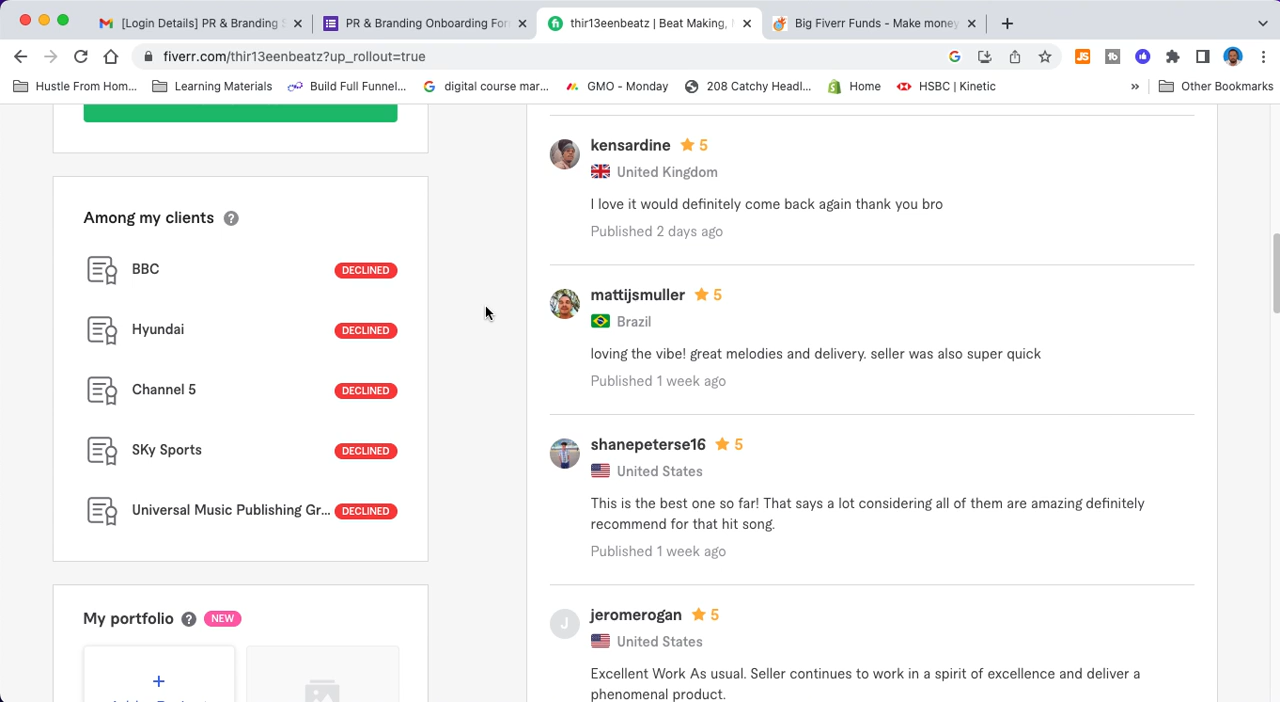 [Login Details] PR & Branding
PR & Branding Onboarding For
thir13eenbeatz | Beat Making,
Big Fiverr Funds - Make money
fiverr.com/thir13eenbeatz?up_rollout=true
Hustle From Hom...
Learning Materials
Build Full Funnel...
digital course mar...
GMO - Monday
208 Catchy Headl...
Home
HSBC | Kinetic
»
Other Bookmarks
Among my clients ?
BBC DECLINED
Hyundai DECLINED
Channel 5 DECLINED
SKy Sports DECLINED
Universal Music Publishing Gr... DECLINED
My portfolio ? NEW
+
kensardine 5
United Kingdom
I love it would definitely come back again thank you bro
Published 2 days ago
mattijsmuller 5
Brazil
loving the vibe! great melodies and delivery. seller was also super quick
Published 1 week ago
shanepeterse16 5
United States
This is the best one so far! That says a lot considering all of them are amazing definitely
recommend for that hit song.
Published 1 week ago
J
jeromerogan 5
United States
Excellent Work As usual. Seller continues to work in a spirit of excellence and deliver a
phenomenal product.